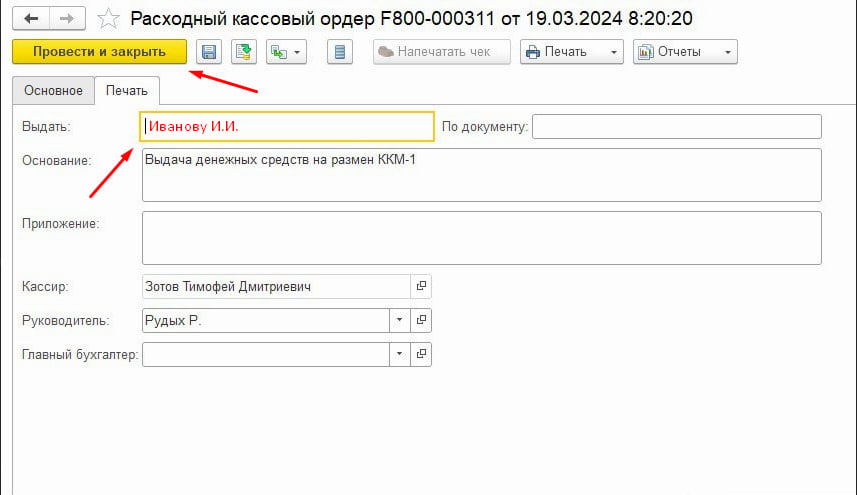 Расходный кассовый ордер F800-000311 от 19.03.2024 8:20:20
Провести и закрыть Напечатать чек Печать Отчеты
Основное Печать
Выдать: Иванову И.И. По документу:
Основание: Выдача денежных средств на размен ККМ-1
Приложение:
Кассир: Зотов Тимофей Дмитриевич
Руководитель: Рудых Р.
Главный бухгалтер: